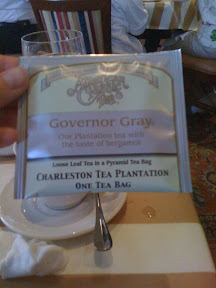 Governor Gray
Our Plantation tea with
the taste of bergamot
Loose Leaf Tea in a Pyramid Tea Bag
CHARLESTON TEA PLANTATION
ONE TEA BAG